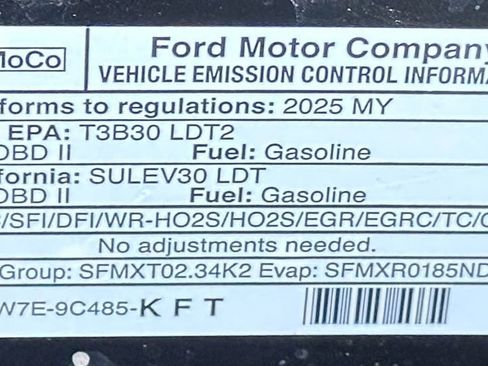 MoCo
Ford Motor Company
VEHICLE EMISSION CONTROL INFORMA
forms to regulations: 2025 MY
EPA: T3B30 LDT2
OBD II Fuel: Gasoline
ifornia: SULEV30 LDT
OBD II Fuel: Gasoline
/SFI/DFI/WR-HO2S/HO2S/EGR/EGRC/TC/
No adjustments needed.
Group: SFMXT02.34K2 Evap: SFMXR0185ND
W7E-9C485-K F T